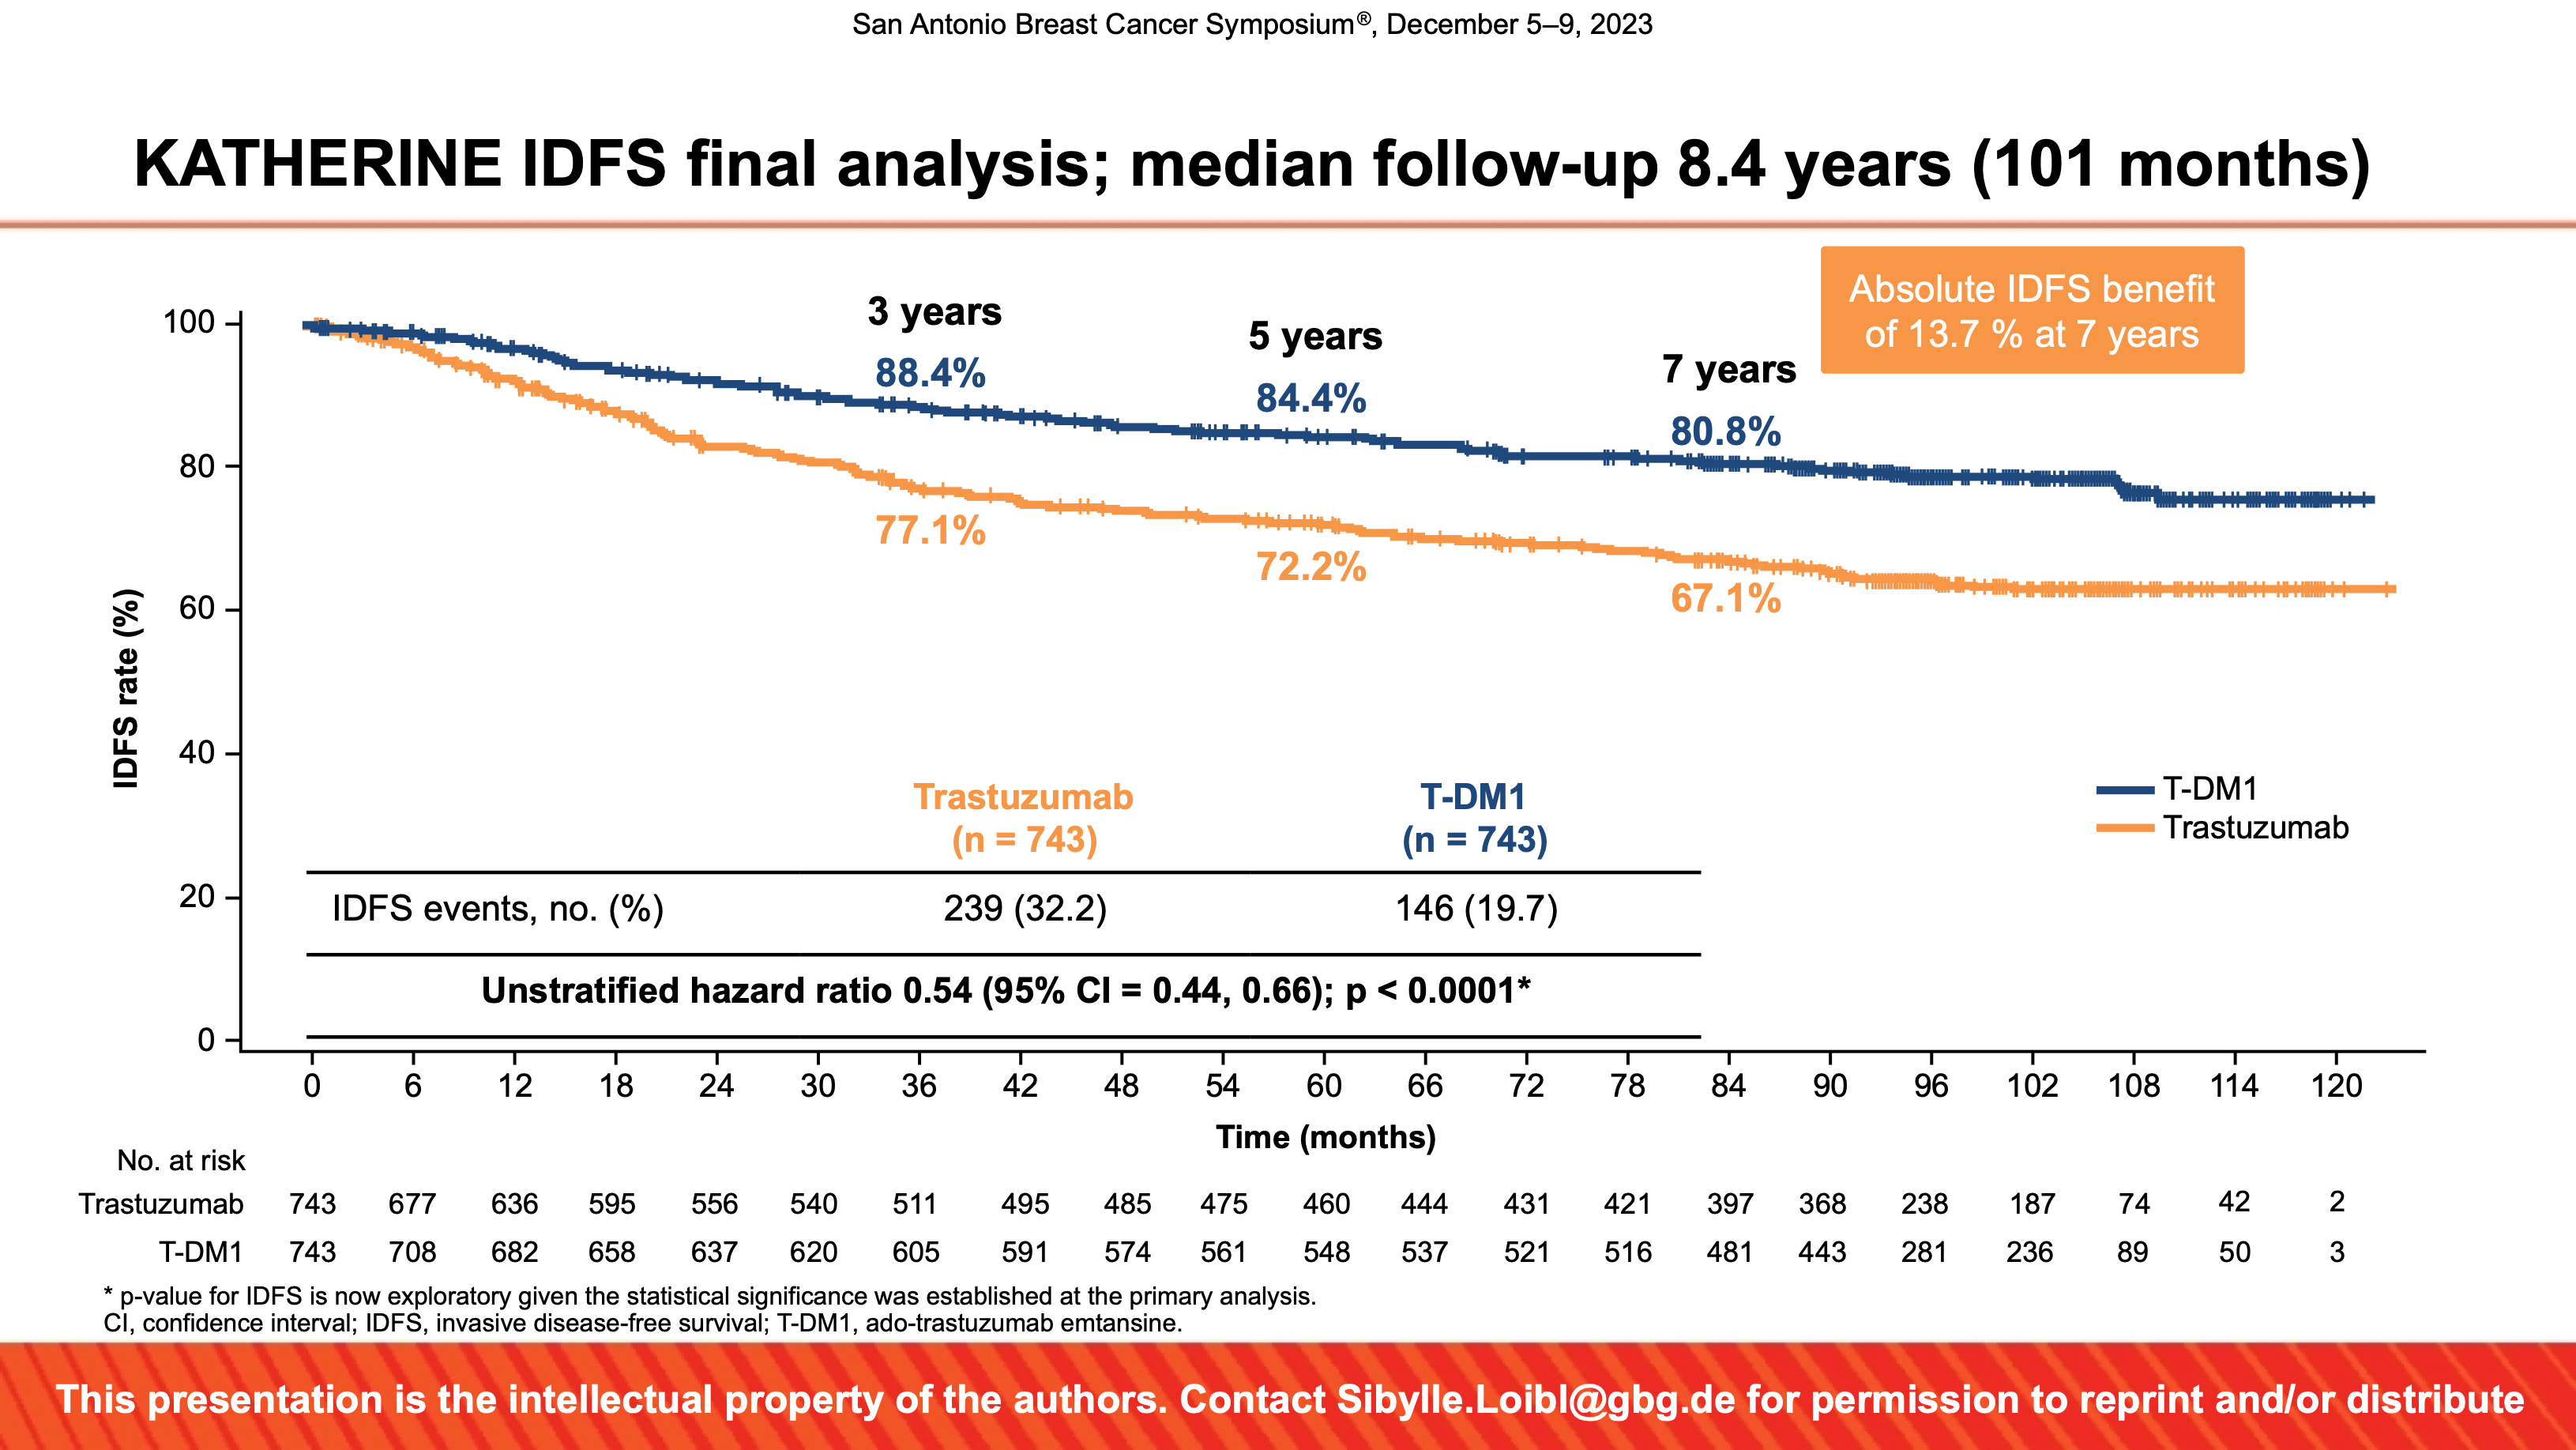 San Antonio Breast Cancer Symposium®, December 5–9, 2023
KATHERINE IDFS final analysis; median follow-up 8.4 years (101 months)
Absolute IDFS benefit
of 13.7 % at 7 years
3 years
88.4%
5 years
84.4%
7 years
80.8%
77.1%
72.2%
67.1%
IDFS rate (%)
100
80
60
40
20
0
Trastuzumab T-DM1
(n = 743) (n = 743)
IDFS events, no. (%) 239 (32.2) 146 (19.7)
Unstratified hazard ratio 0.54 (95% CI = 0.44, 0.66); p < 0.0001*
T-DM1
Trastuzumab
0 6 12 18 24 30 36 42 48 54 60 66 72 78 84 90 96 102 108 114 120
Time (months)
No. at risk
Trastuzumab 743 677 636 595 556 540 511 495 485 475 460 444 431 421 397 368 238 187 74 42 2
T-DM1 743 708 682 658 637 620 605 591 574 561 548 537 521 516 481 443 281 236 89 50 3
* p-value for IDFS is now exploratory given the statistical significance was established at the primary analysis.
CI, confidence interval; IDFS, invasive disease-free survival; T-DM1, ado-trastuzumab emtansine.
This presentation is the intellectual property of the authors. Contact Sibylle.Loibl@gbg.de for permission to reprint and/or distribute